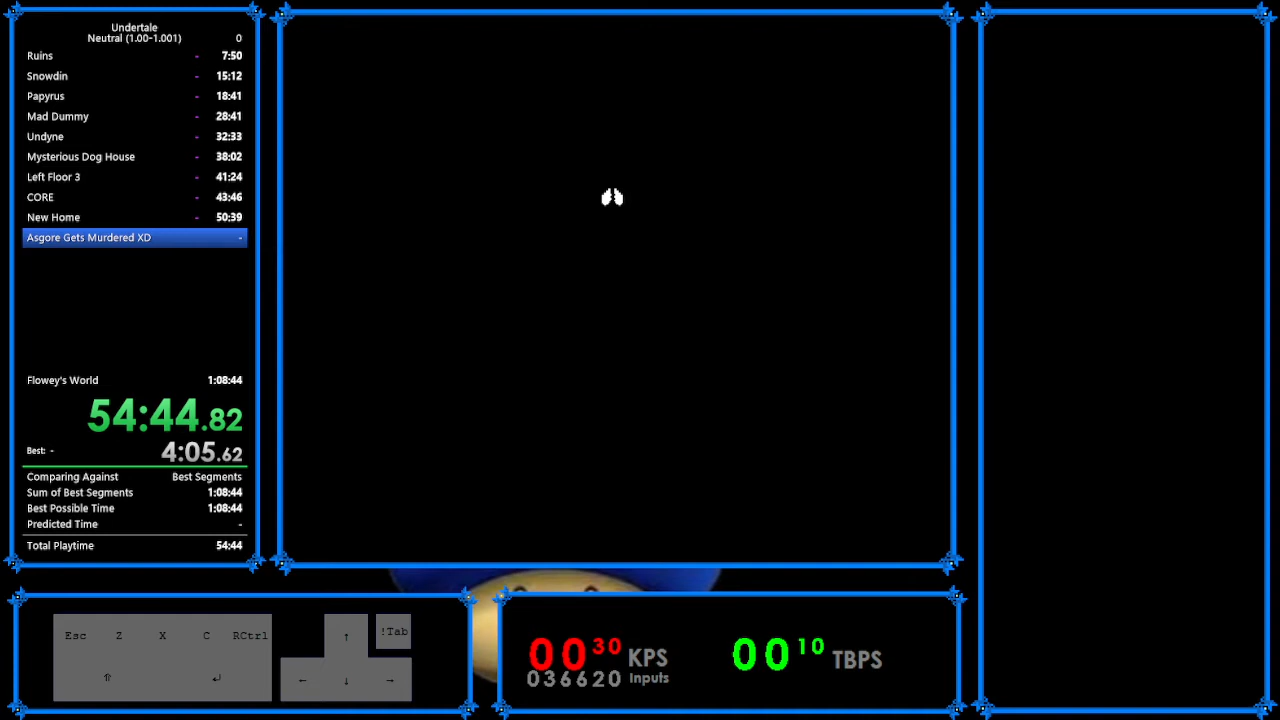 Undertale
Neutral (1.00-1.001) 0
Ruins - 7:50
Snowdin - 15:12
Papyrus - 18:41
Mad Dummy - 28:41
Undyne - 32:33
Mysterious Dog House - 38:02
Left Floor 3 - 41:24
CORE - 43:46
New Home - 50:39
Asgore Gets Murdered XD -
Flowey's World 1:08:44
54:44.82
Best: - 4:05.62
Comparing Against Best Segments
Sum of Best Segments 1:08:44
Best Possible Time 1:08:44
Predicted Time -
Total Playtime 54:44
Esc Z X C RCtrl ↑ !Tab
⇧ ↵ ← ↓ →
00 30 KPS 00 10 TBPS
036620 Inputs